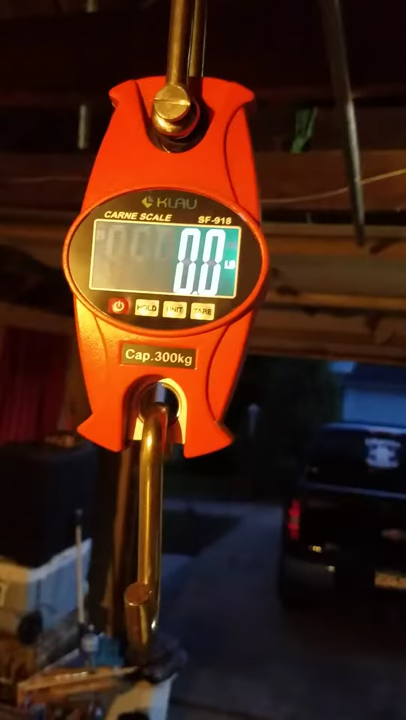 KLAU
CARNE SCALE SF-918
0.0 LB
HOLD UNIT TARE
Cap.300kg